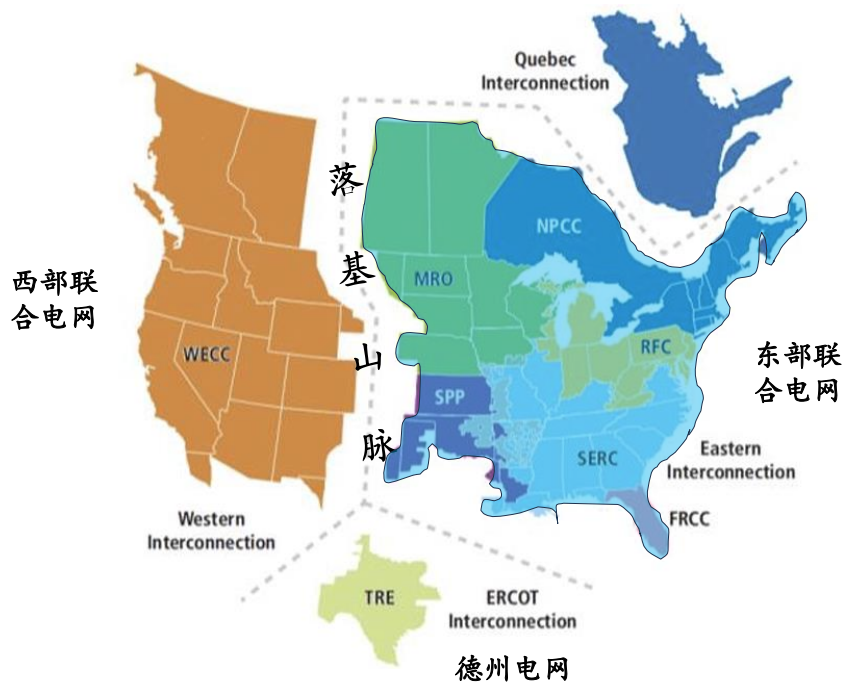 Quebec
Interconnection
落
基
山
脉
NPCC
MRO
西部联
合电网
WECC
RFC
东部联
合电网
SPP
SERC
Eastern
Interconnection
FRCC
Western
Interconnection
TRE
ERCOT
Interconnection
德州电网